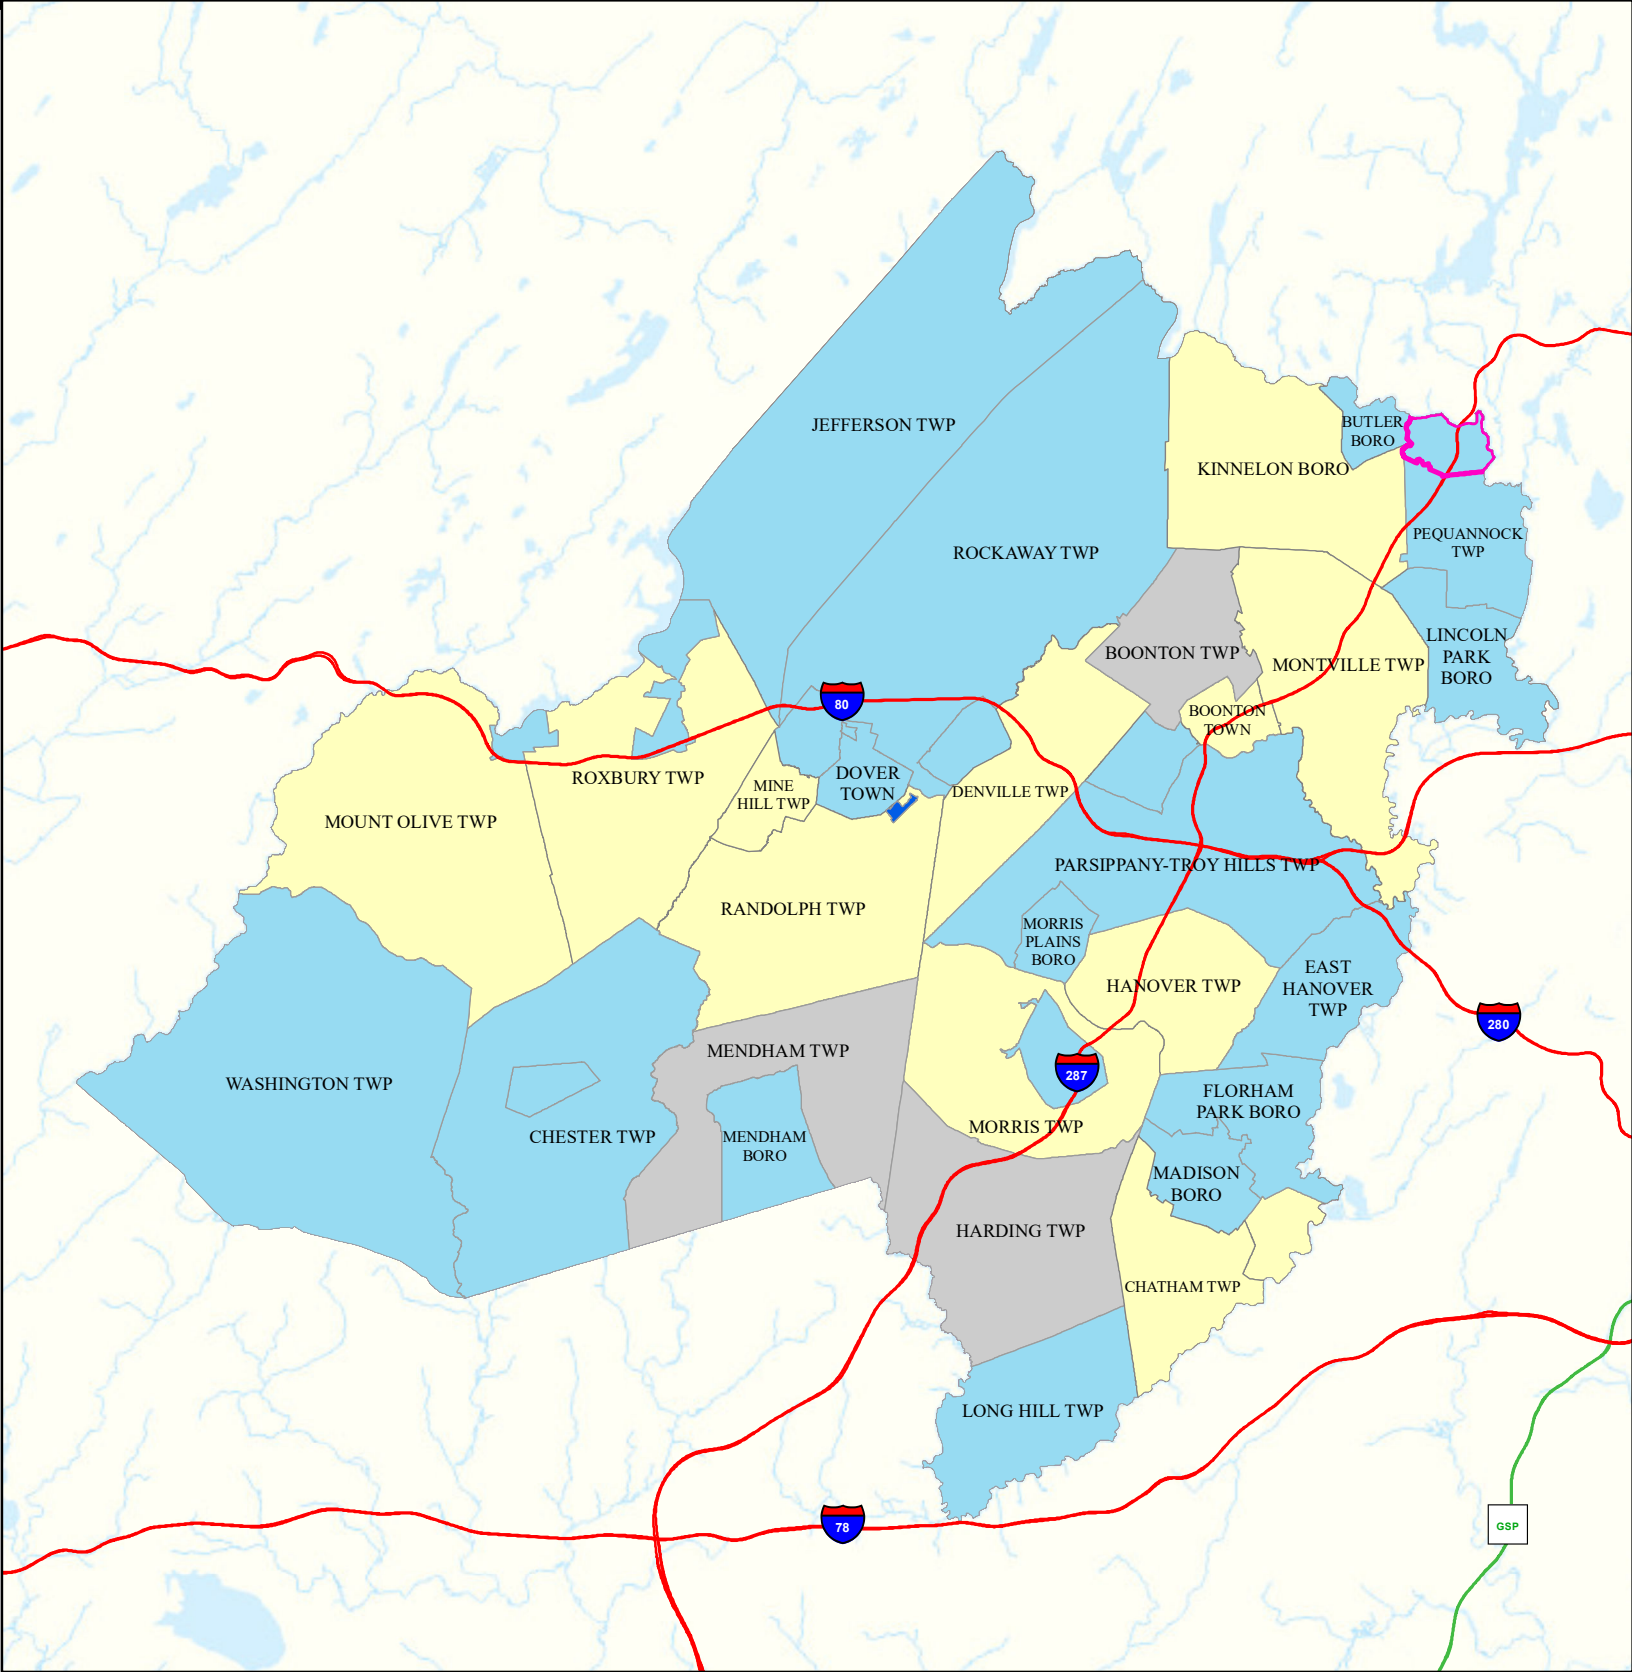 JEFFERSON TWP
BUTLER
BORO
KINNELON BORO
PEQUANNOCK
TWP
ROCKAWAY TWP
LINCOLN
PARK
BORO
BOONTON TWP
MONTVILLE TWP
80
BOONTON
TOWN
ROXBURY TWP
DOVER
TOWN
MINE
HILL TWP
DENVILLE TWP
MOUNT OLIVE TWP
PARSIPPANY-TROY HILLS TWP
RANDOLPH TWP
MORRIS
PLAINS
BORO
EAST
HANOVER
TWP
HANOVER TWP
280
MENDHAM TWP
287
WASHINGTON TWP
FLORHAM
PARK BORO
CHESTER TWP
MORRIS TWP
MENDHAM
BORO
MADISON
BORO
HARDING TWP
CHATHAM TWP
LONG HILL TWP
78
GSP